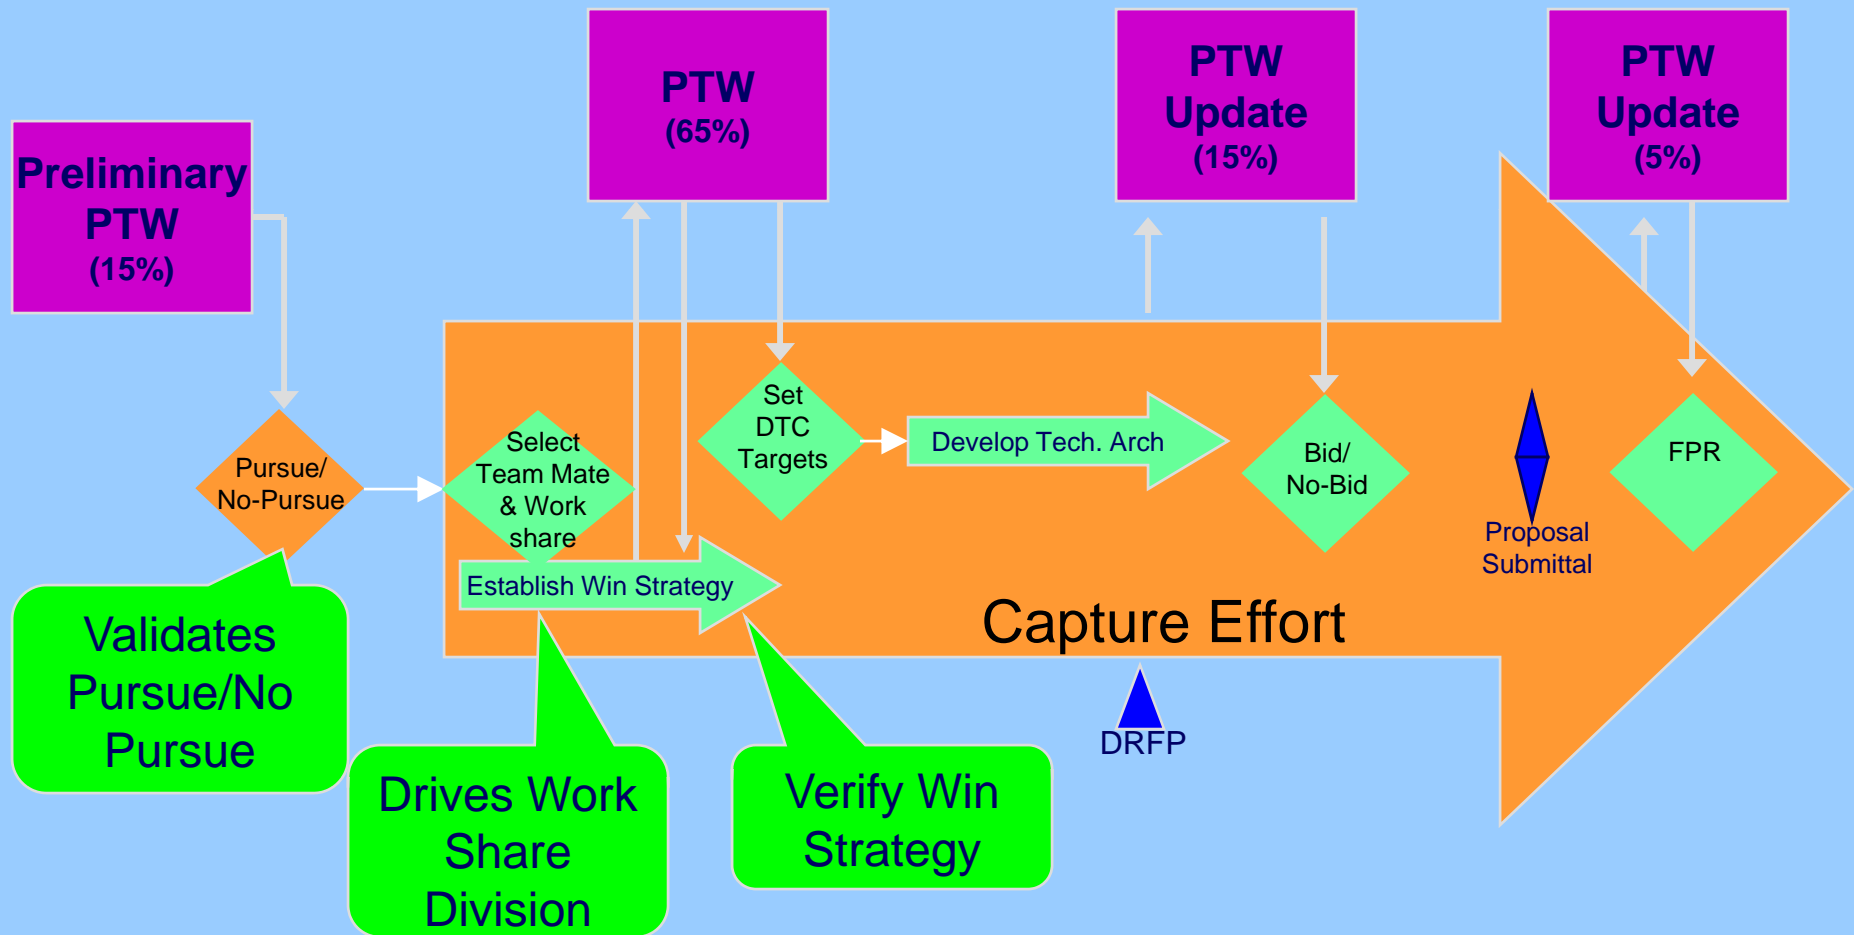 Preliminary
PTW
(15%)
PTW
(65%)
PTW
Update
(15%)
PTW
Update
(5%)
Pursue/
No-Pursue
Select
Team Mate
& Work
share
Set
DTC
Targets
Develop Tech. Arch
Bid/
No-Bid
Proposal
Submittal
FPR
Establish Win Strategy
Capture Effort
DRFP
Validates
Pursue/No
Pursue
Drives Work
Share
Division
Verify Win
Strategy